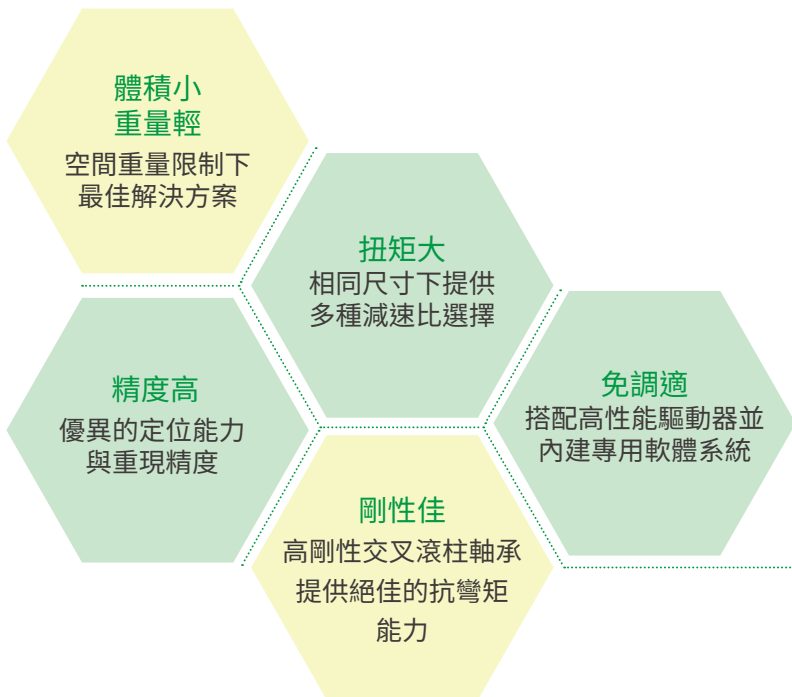 體積小
重量輕
空間重量限制下
最佳解決方案
扭矩大
相同尺寸下提供
多種減速比選擇
精度高
優異的定位能力
與重現精度
免調適
搭配高性能驅動器並
內建專用軟體系統
剛性佳
高剛性交叉滾柱軸承
提供絕佳的抗彎矩
能力